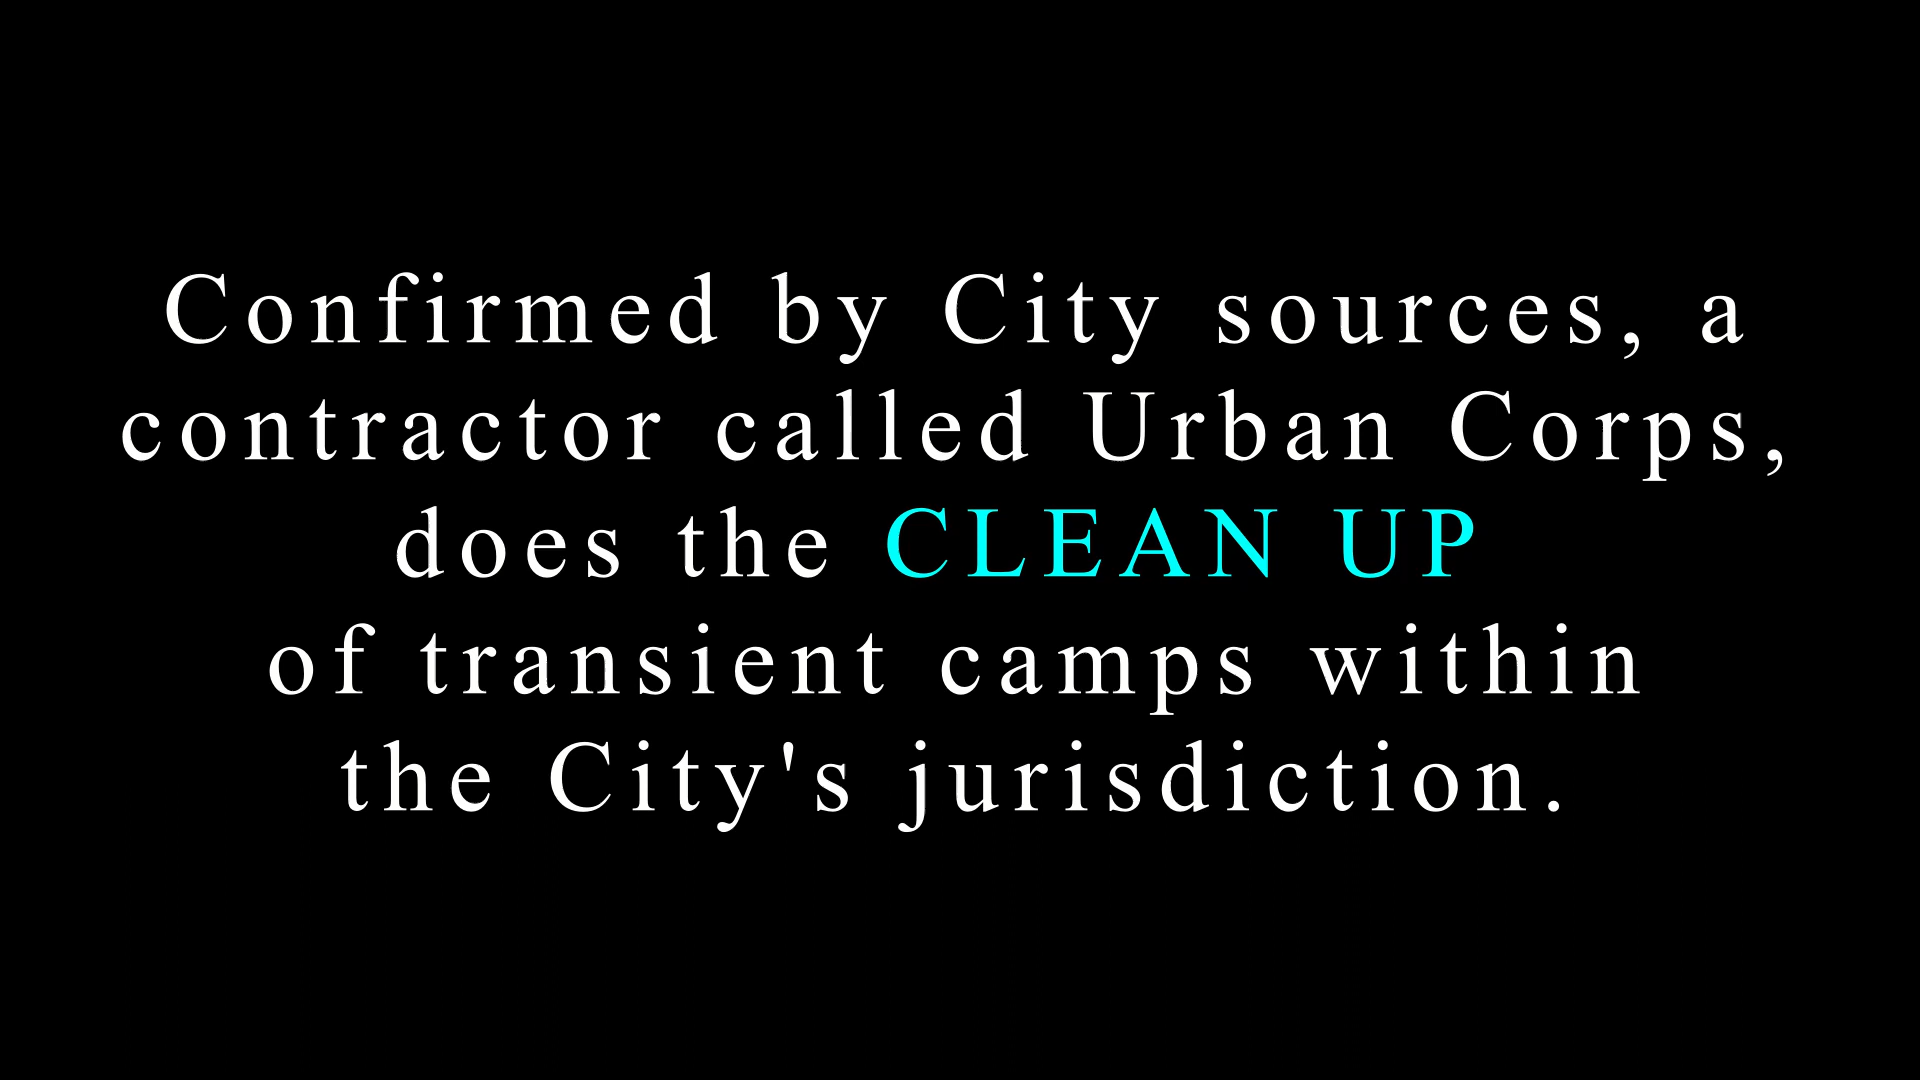 Confirmed by City sources, a
contractor called Urban Corps,
does the CLEAN UP
of transient camps within
the City's jurisdiction.